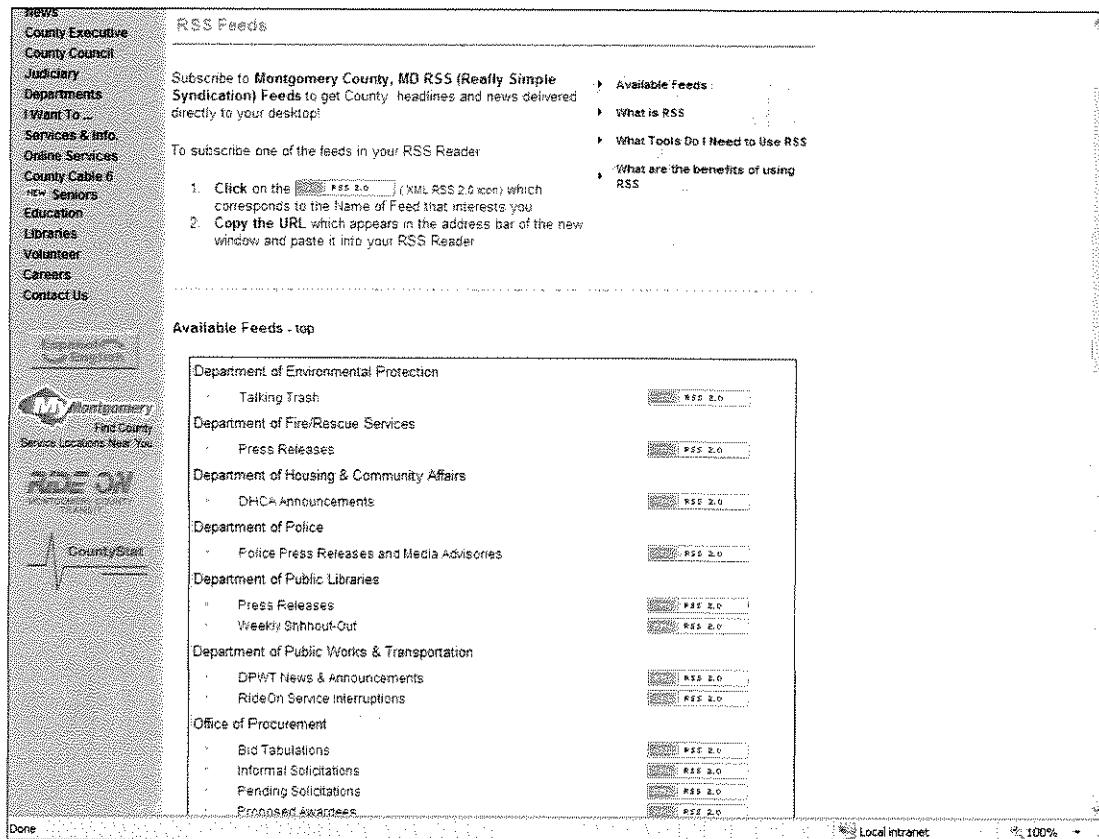 News
County Executive
County Council
Judiciary
Departments
I Want To ...
Services & Info.
Online Services
County Cable 6
NEW Seniors
Education
Libraries
Volunteer
Careers
Contact Us
English
My Montgomery
Find County
Service Locations Near You
RIDE ON
MONTGOMERY COUNTY
TRANSIT
CountyStat
RSS Feeds
Subscribe to Montgomery County, MD RSS (Really Simple
Syndication) Feeds to get County headlines and news delivered
directly to your desktop!
To subscribe one of the feeds in your RSS Reader
1. Click on the RSS 2.0 (XML RSS 2.0 icon) which
corresponds to the Name of Feed that interests you
2. Copy the URL which appears in the address bar of the new
window and paste it into your RSS Reader
Available Feeds
What is RSS
What Tools Do I Need to Use RSS
What are the benefits of using
RSS
Available Feeds - top
Department of Environmental Protection
Talking Trash RSS 2.0
Department of Fire/Rescue Services
Press Releases RSS 2.0
Department of Housing & Community Affairs
DHCA Announcements RSS 2.0
Department of Police
Police Press Releases and Media Advisories RSS 2.0
Department of Public Libraries
Press Releases RSS 2.0
Weekly Shhhout-Out RSS 2.0
Department of Public Works & Transportation
DPWT News & Announcements RSS 2.0
RideOn Service Interruptions RSS 2.0
Office of Procurement
Bid Tabulations RSS 2.0
Informal Solicitations RSS 2.0
Pending Solicitations RSS 2.0
Proposed Awardees RSS 2.0
Done
Local intranet
100%